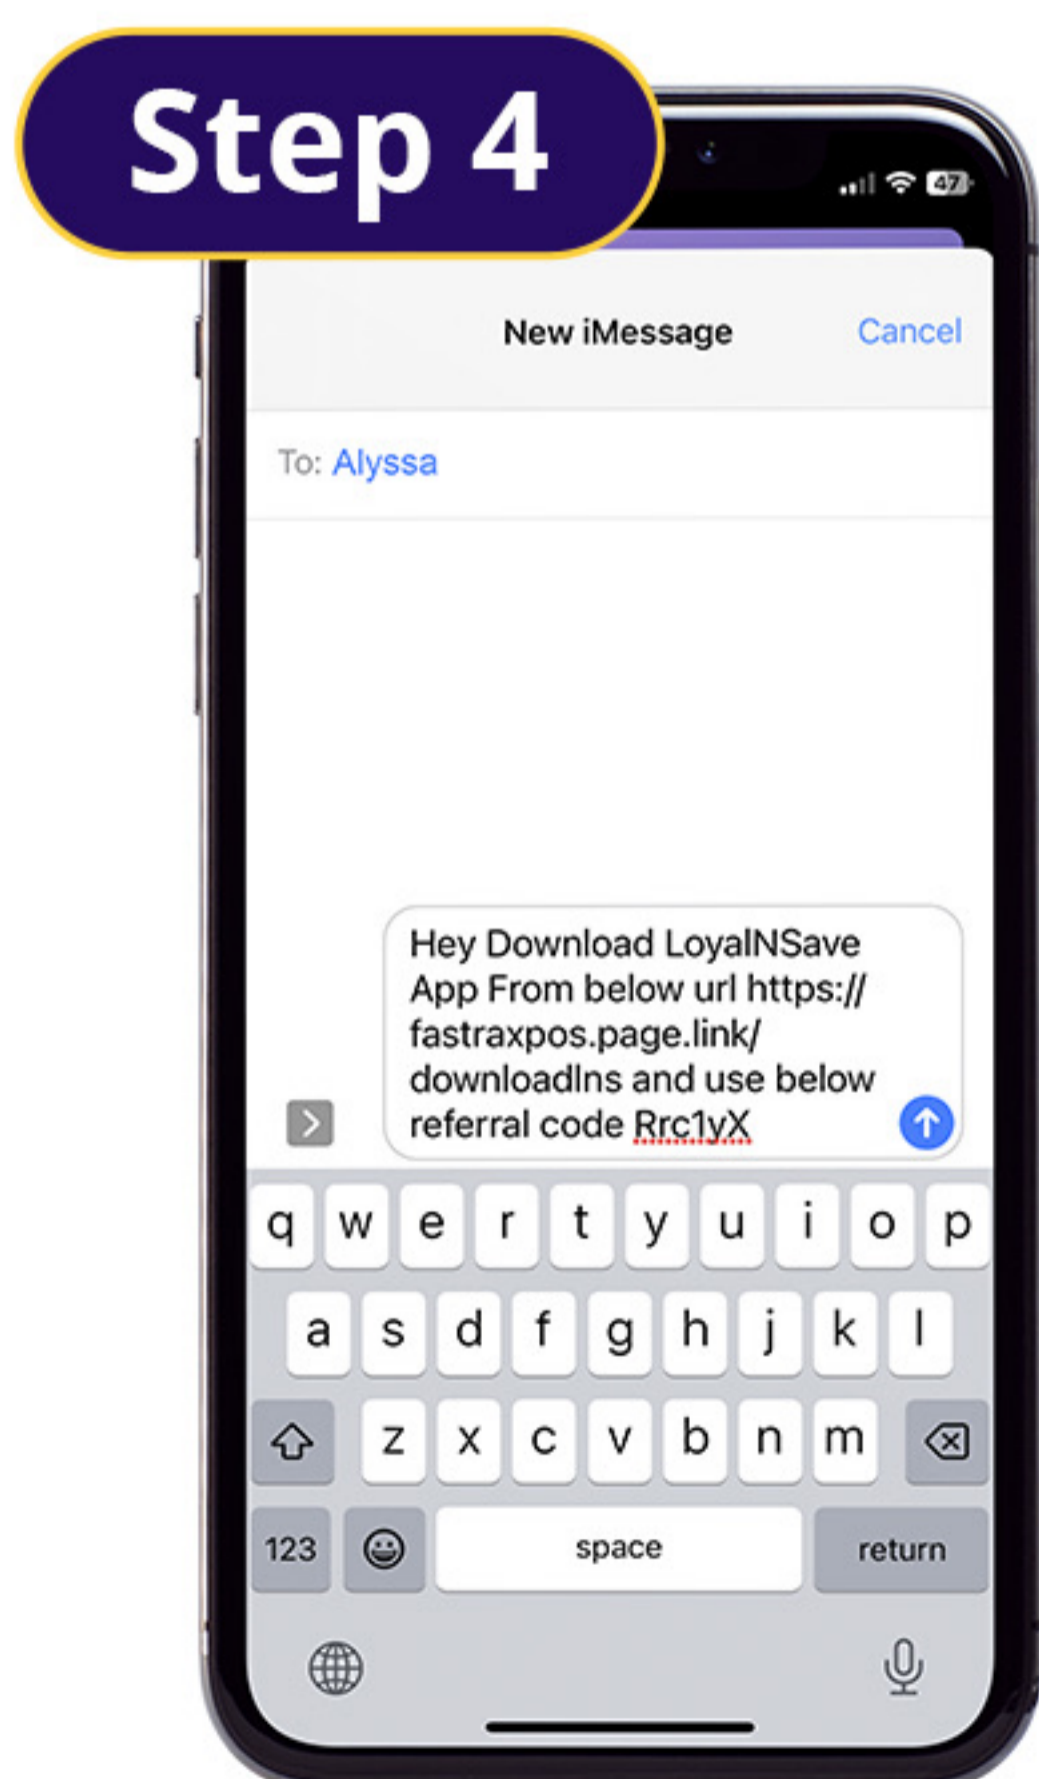 Step 4
47
New iMessage
Cancel
To: Alyssa
Hey Download LoyalNSave
App From below url https://
fastraxpos.page.link/
downloadlns and use below
referral code Rrc1yX
q w e r t y u i o p
a s d f g h j k l
z x c v b n m
123
space
return